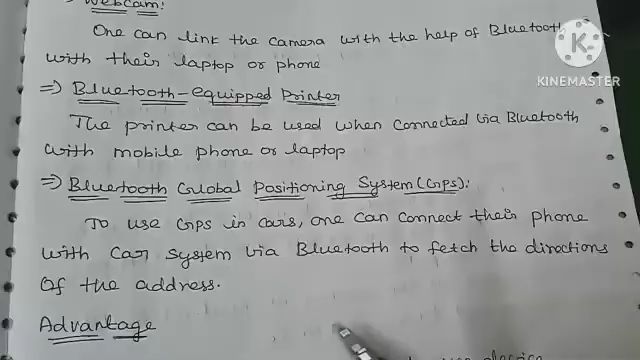 Webcam:
One can link the camera with the help of Bluetooth
with their laptop or phone
⇒ Bluetooth-equipped Printer
The printer can be used when connected via Bluetooth
with mobile phone or laptop
⇒ Bluetooth Global Positioning System (GPS):
To use GPS in cars, one can connect their phone
with car system via Bluetooth to fetch the directions
of the address.
Advantage
K
KINEMASTER